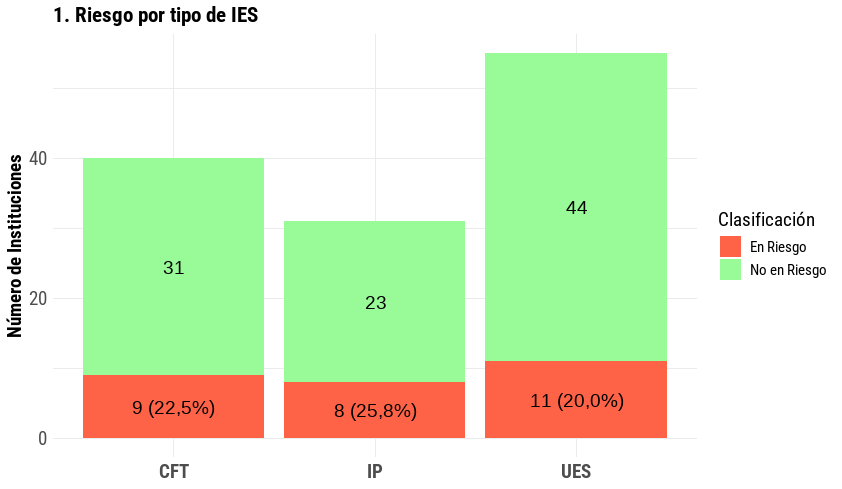 1. Riesgo por tipo de IES
Número de Instituciones
40
20
0
31
9 (22,5%)
23
8 (25,8%)
44
11 (20,0%)
CFT
IP
UES
Clasificación
En Riesgo
No en Riesgo